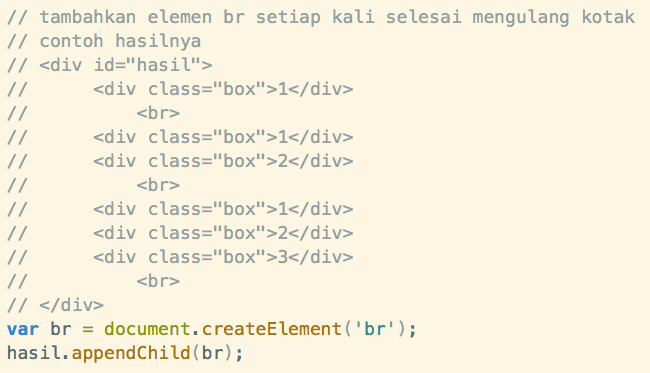 // tambahkan elemen br setiap kali selesai mengulang kotak
// contoh hasilnya
// <div id="hasil">
//      <div class="box">1</div>
//          <br>
//      <div class="box">1</div>
//      <div class="box">2</div>
//          <br>
//      <div class="box">1</div>
//      <div class="box">2</div>
//      <div class="box">3</div>
//          <br>
// </div>
var br = document.createElement('br');
hasil.appendChild(br);